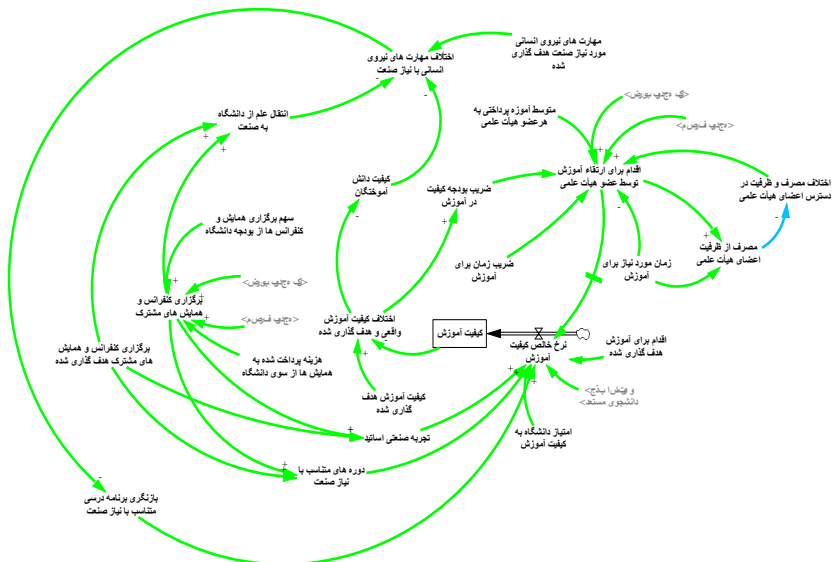 مهارت های نیروی انسانی
مورد نیاز صنعت هدف گذاری
شده
اختلاف مهارت های نیروی
انسانی با نیاز صنعت
انتقال علم از دانشگاه
به صنعت
متوسط آموزه پرداختی به
هرعضو هیأت علمی
اقدام برای ارتقاء آموزش
توسط عضو هیأت علمی
اختلاف مصرف و ظرفیت در
دسترس اعضای هیأت علمی
کیفیت دانش
آموختگان
ضریب بودجه کیفیت
در آموزش
سهم برگزاری همایش و
کنفرانس ها از بودجه دانشگاه
ضریب زمان برای
آموزش
زمان مورد نیاز برای
آموزش
مصرف از ظرفیت
اعضای هیأت علمی
برگزاری کنفرانس و
همایش های مشترک
اختلاف کیفیت آموزش
واقعی و هدف گذاری شده
کیفیت آموزش
نرخ خالص کیفیت
آموزش
اقدام برای آموزش
هدف گذاری شده
برگزاری کنفرانس و همایش
های مشترک هدف گذاری شده
هزینه پرداخت شده به
همایش ها از سوی دانشگاه
کیفیت آموزش هدف
گذاری شده
تجربه صنعتی اساتید
امتیاز دانشگاه به
کیفیت آموزش
دوره های متناسب با
نیاز صنعت
بازنگری برنامه درسی
متناسب با نیاز صنعت